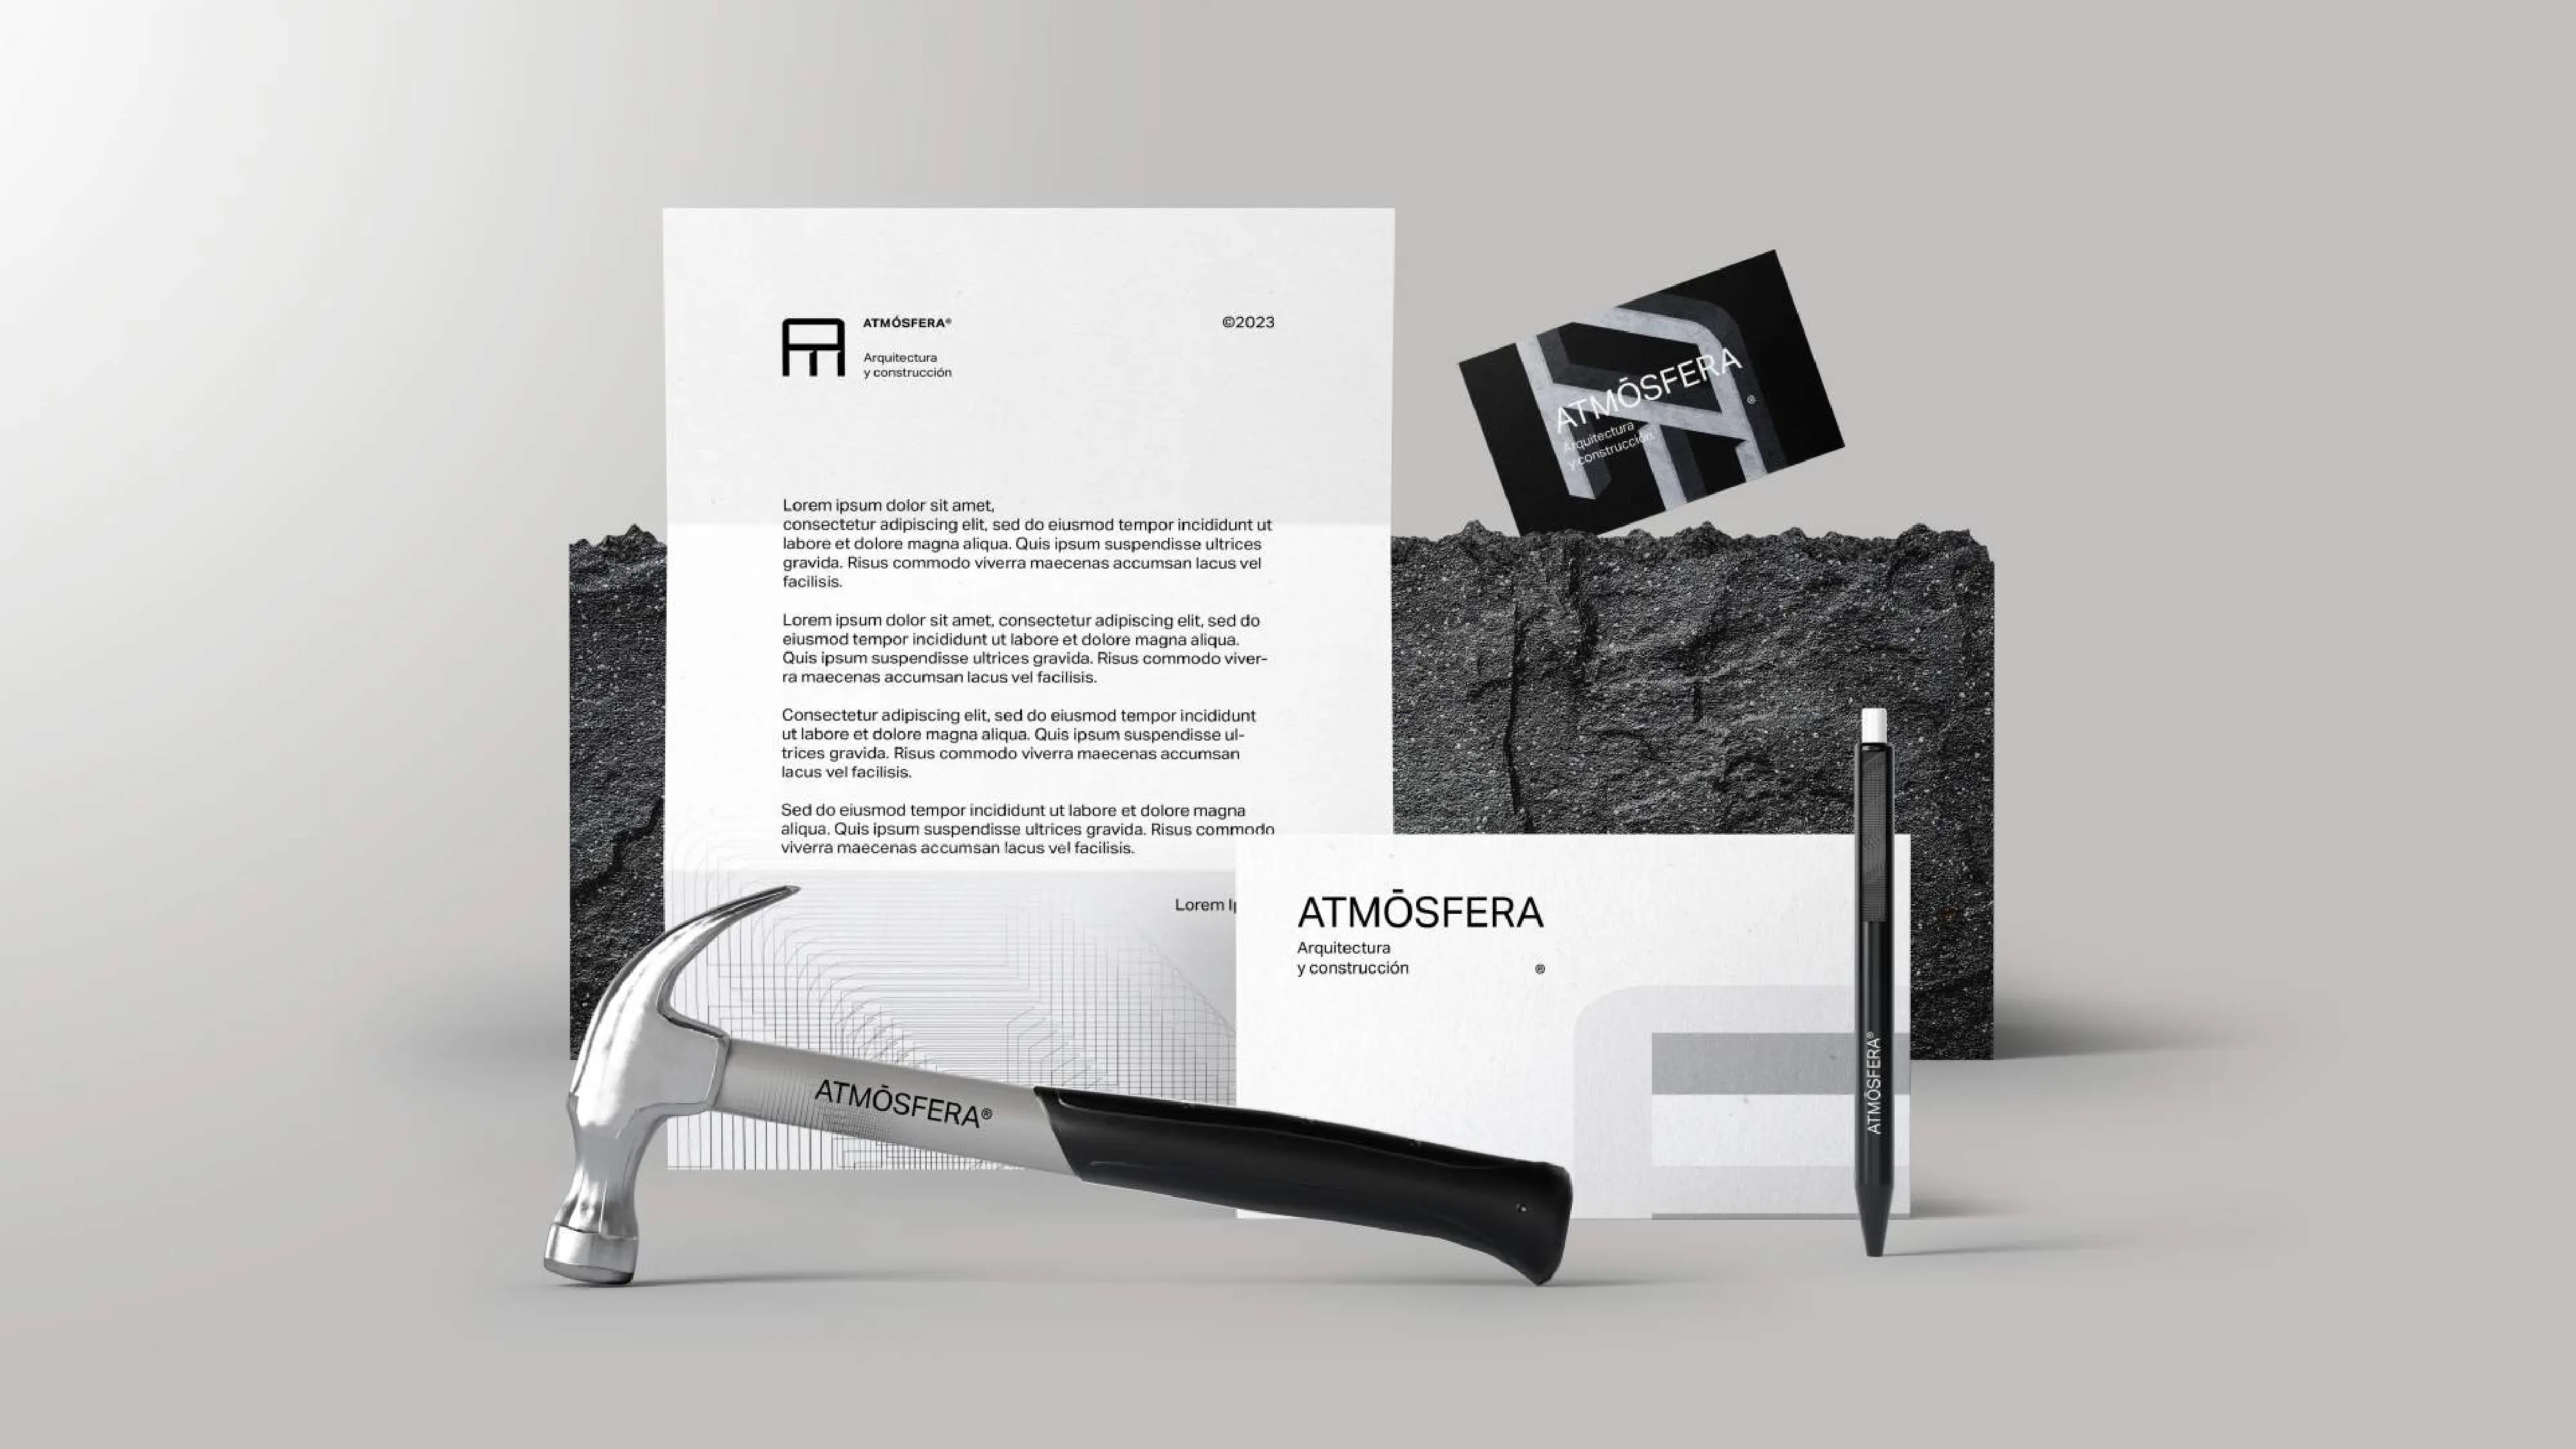 ATMÓSFERA®
Arquitectura
y construcción
©2023
Lorem ipsum dolor sit amet,
consectetur adipiscing elit, sed do eiusmod tempor incididunt ut
labore et dolore magna aliqua. Quis ipsum suspendisse ultrices
gravida. Risus commodo viverra maecenas accumsan lacus vel
facilisis.
Lorem ipsum dolor sit amet, consectetur adipiscing elit, sed do
eiusmod tempor incididunt ut labore et dolore magna aliqua.
Quis ipsum suspendisse ultrices gravida. Risus commodo viver-
ra maecenas accumsan lacus vel facilisis.
Consectetur adipiscing elit, sed do eiusmod tempor incididunt
ut labore et dolore magna aliqua. Quis ipsum suspendisse ul-
trices gravida. Risus commodo viverra maecenas accumsan
lacus vel facilisis.
Sed do eiusmod tempor incididunt ut labore et dolore magna
aliqua. Quis ipsum suspendisse ultrices gravida. Risus commodo
viverra maecenas accumsan lacus vel facilisis.
Lorem
ATMŌSFERA
®
Arquitectura
y construcción
ATMŌSFERA
Arquitectura
y construcción ®
ATMŌSFERA®
ATMŌSFERA®